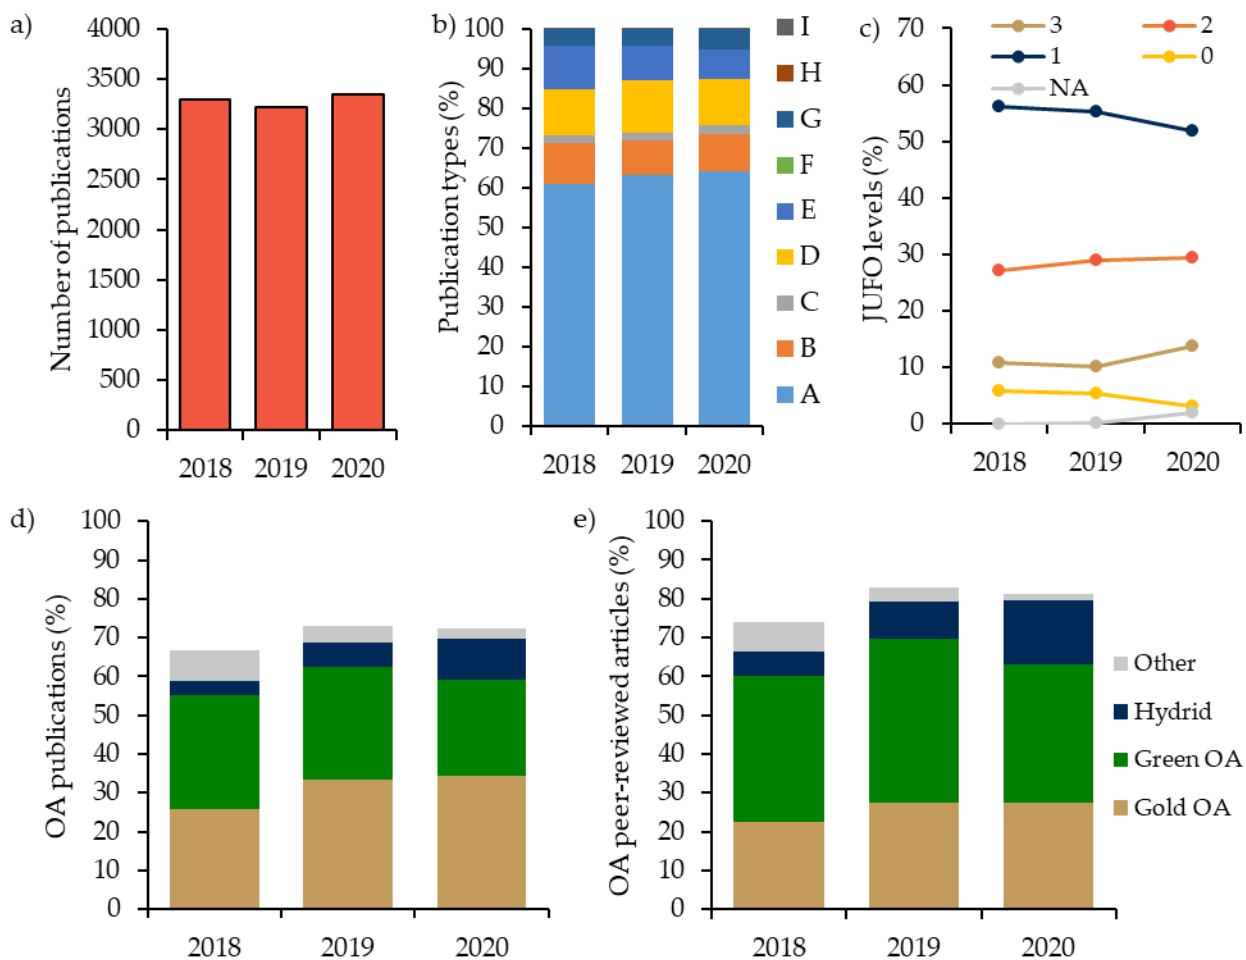 a)
Number of publications
4000
3500
3000
2500
2000
1500
1000
500
0
2018 2019 2020
b)
Publication types (%)
100
90
80
70
60
50
40
30
20
10
0
2018 2019 2020
I
H
G
F
E
D
C
B
A
c)
JUFO levels (%)
70
60
50
40
30
20
10
0
3 2
1 0
NA
2018 2019 2020
d)
OA publications (%)
100
90
80
70
60
50
40
30
20
10
0
2018 2019 2020
e)
OA peer-reviewed articles (%)
100
90
80
70
60
50
40
30
20
10
0
2018 2019 2020
Other
Hydrid
Green OA
Gold OA